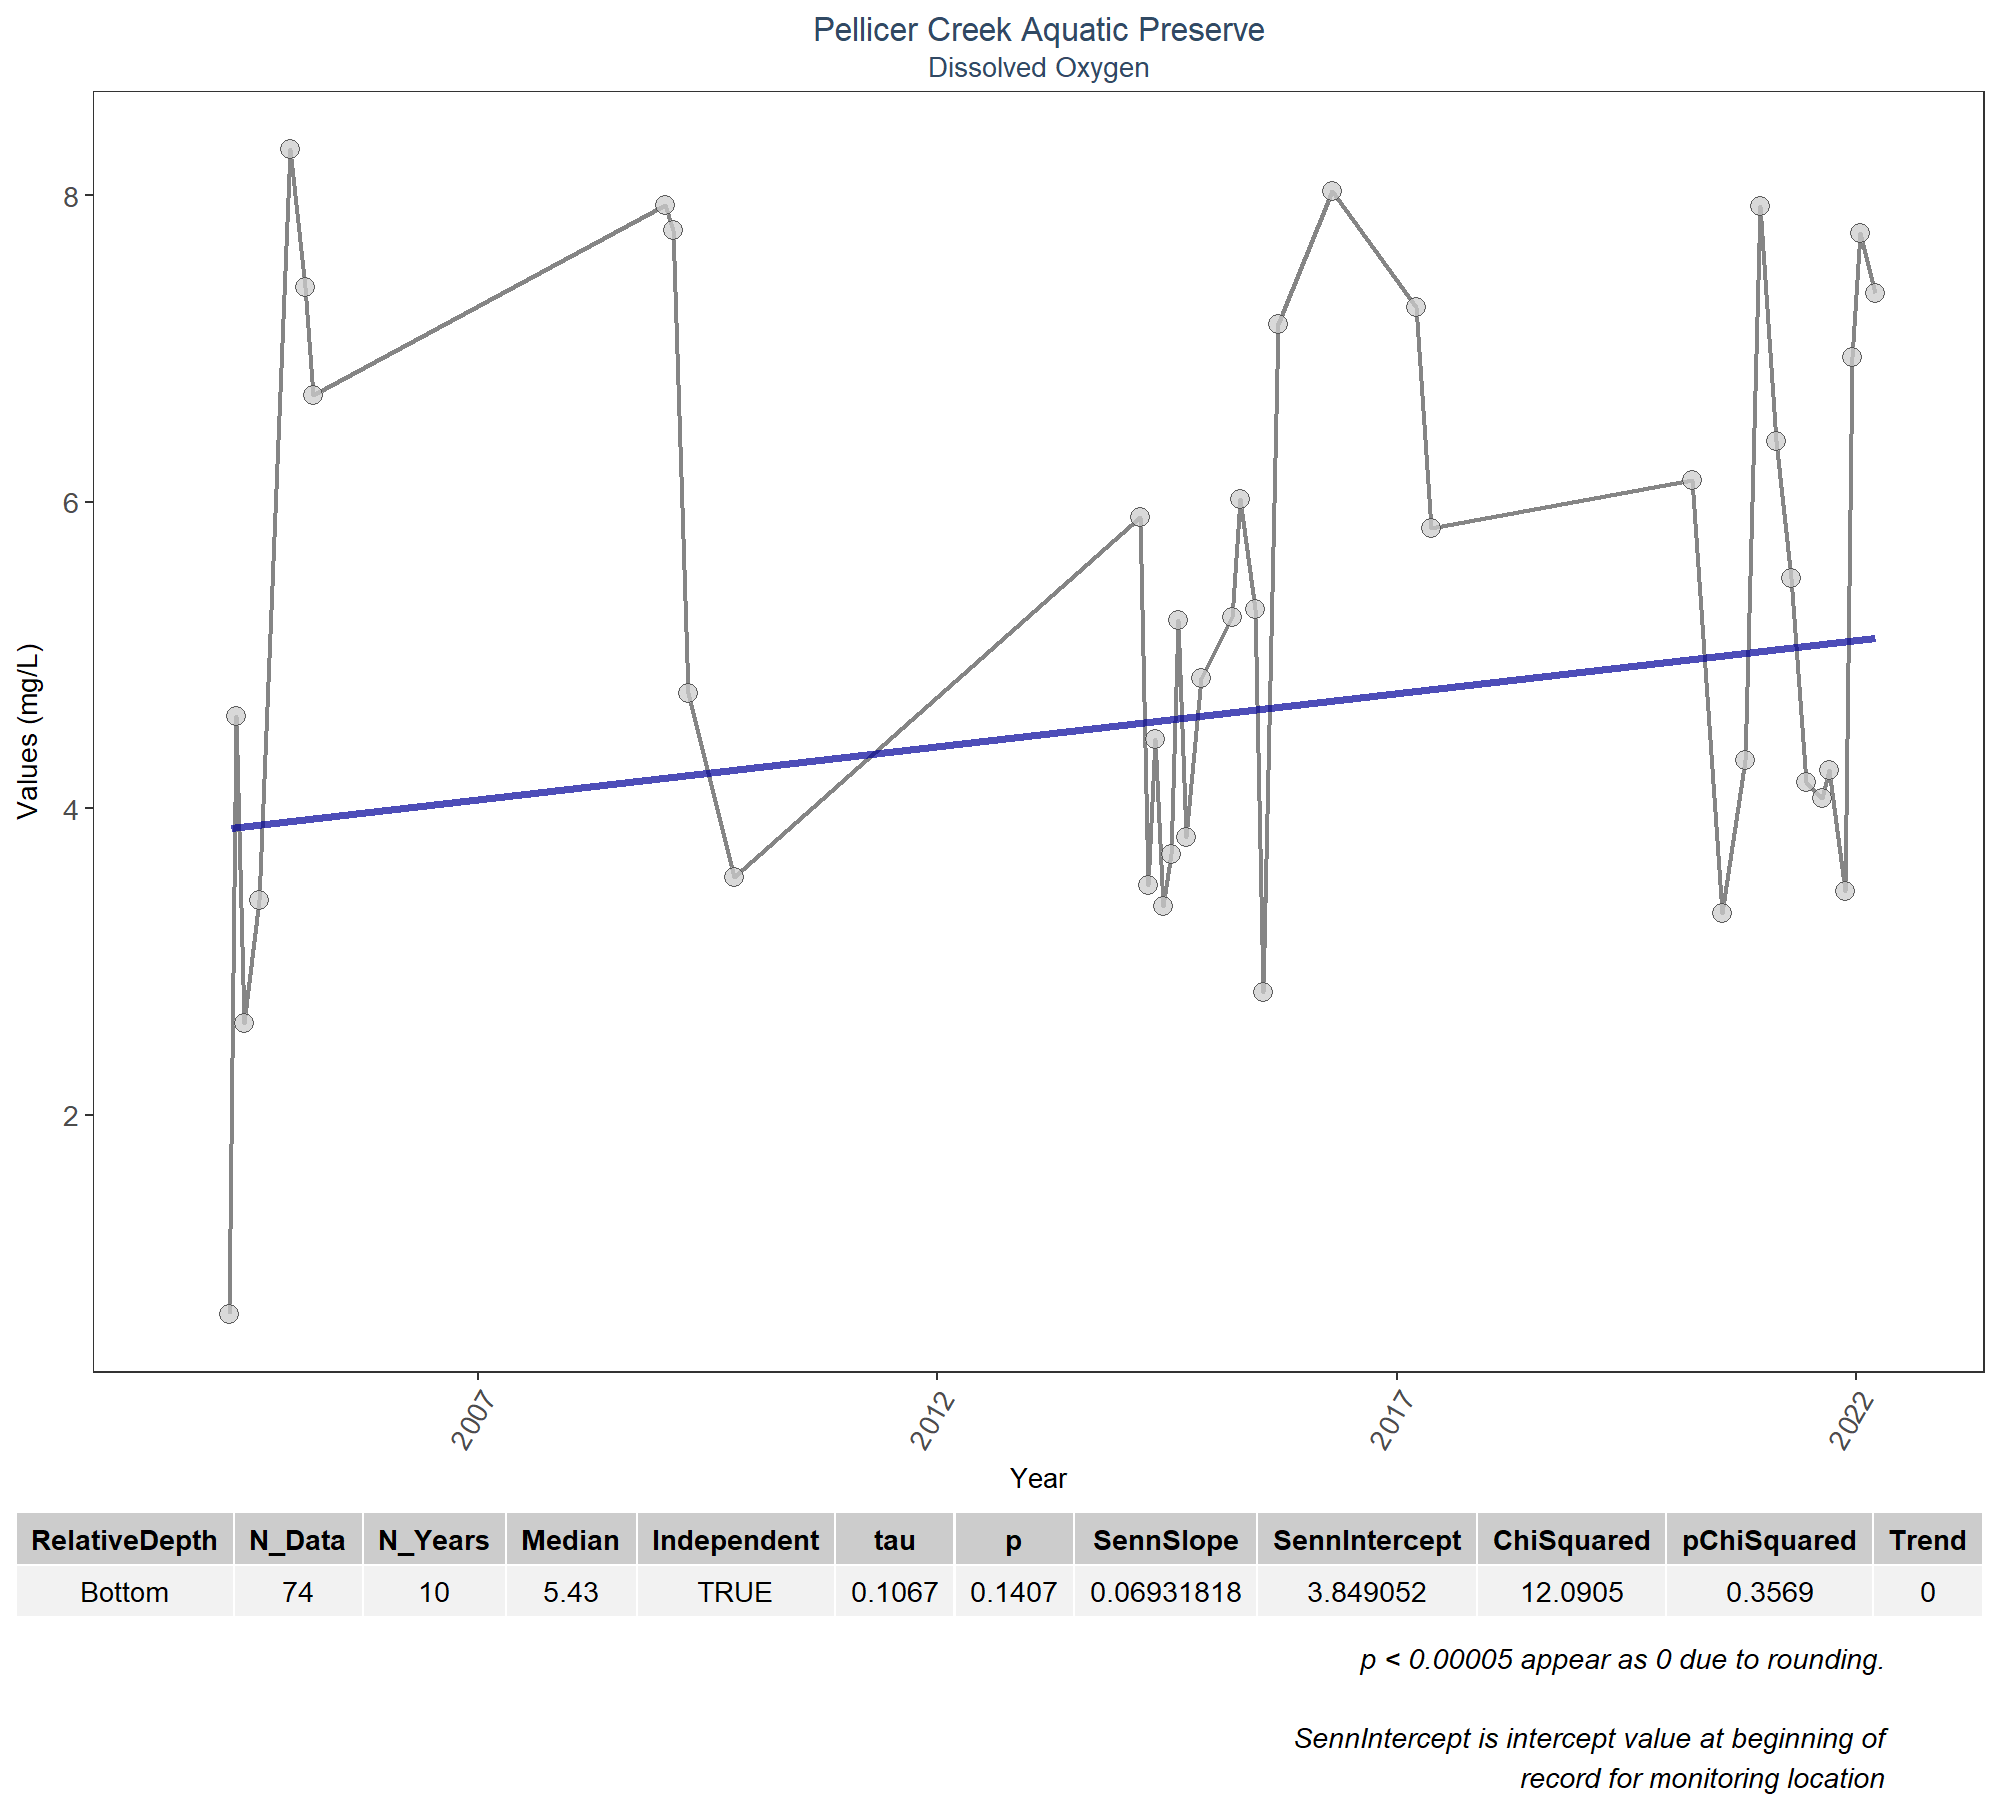 Pellicer Creek Aquatic Preserve
Dissolved Oxygen
Values (mg/L)
8
6
4
2
2007
2012
2017
2022
Year
RelativeDepth N_Data N_Years Median Independent tau p SennSlope SennIntercept ChiSquared pChiSquared Trend
Bottom 74 10 5.43 TRUE 0.1067 0.1407 0.06931818 3.849052 12.0905 0.3569 0
p < 0.00005 appear as 0 due to rounding.
SennIntercept is intercept value at beginning of
record for monitoring location